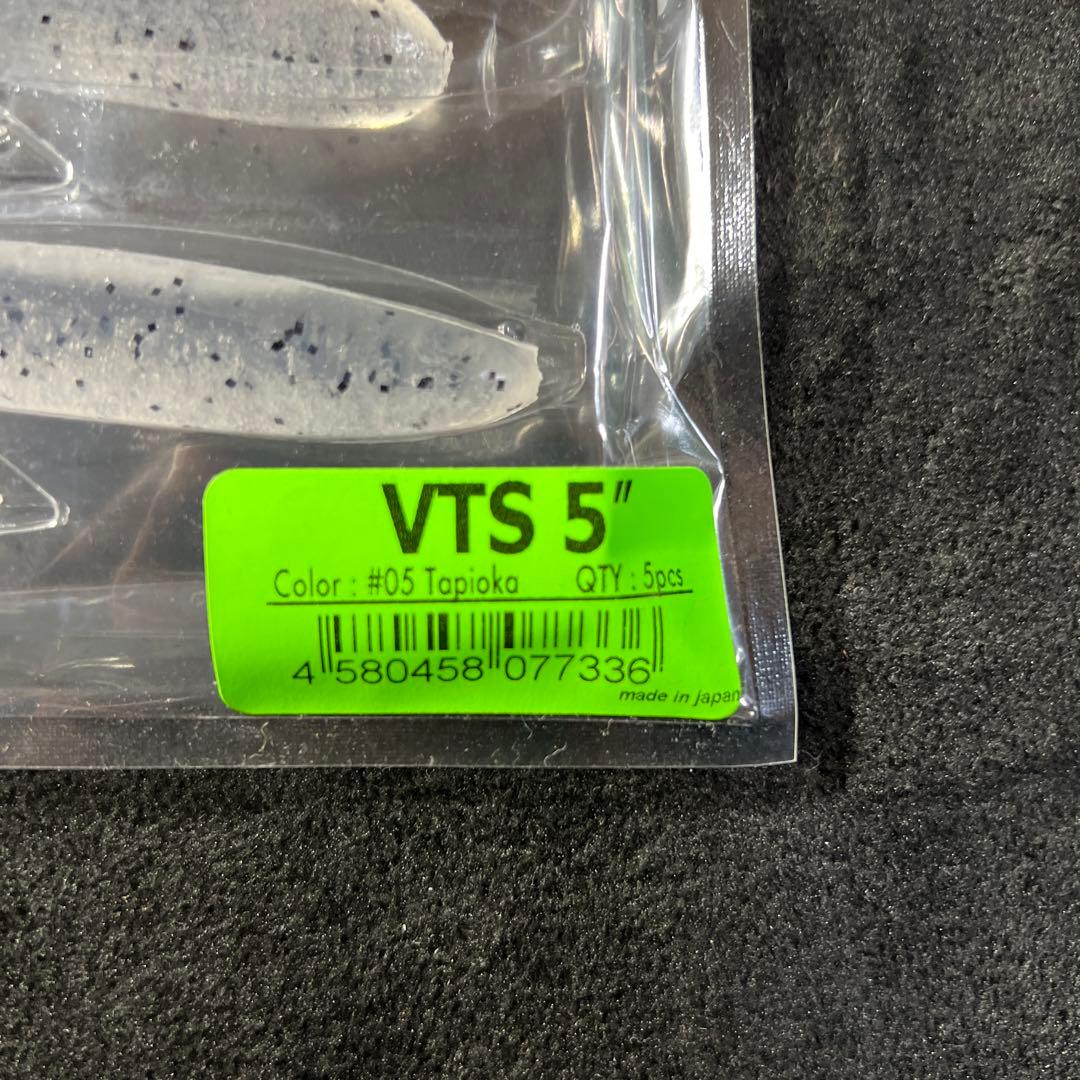 VTS 5"
Color : #05 Tapioka QTY : 5pcs
4 580458 077336
made in japan